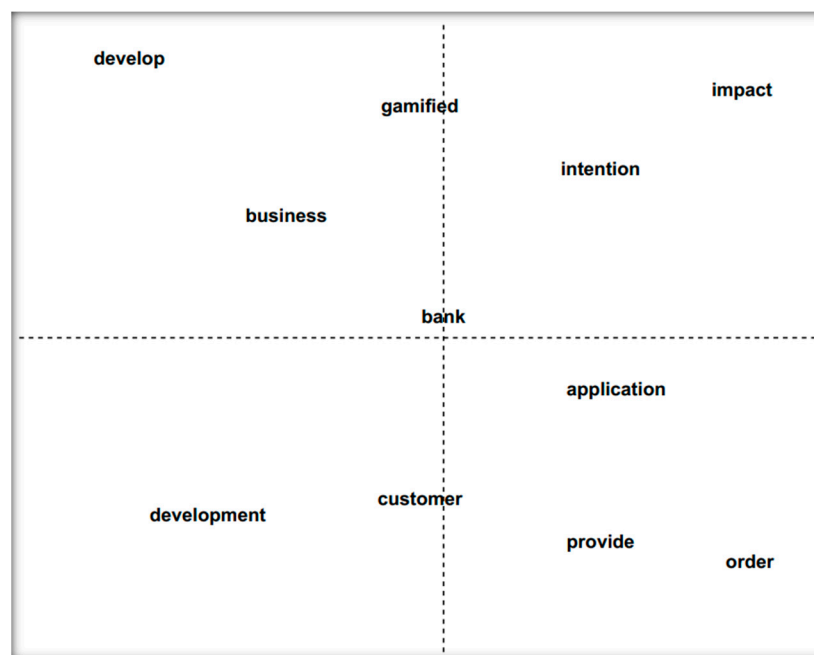 develop
impact
gamified
intention
business
bank
application
customer
development
provide
order